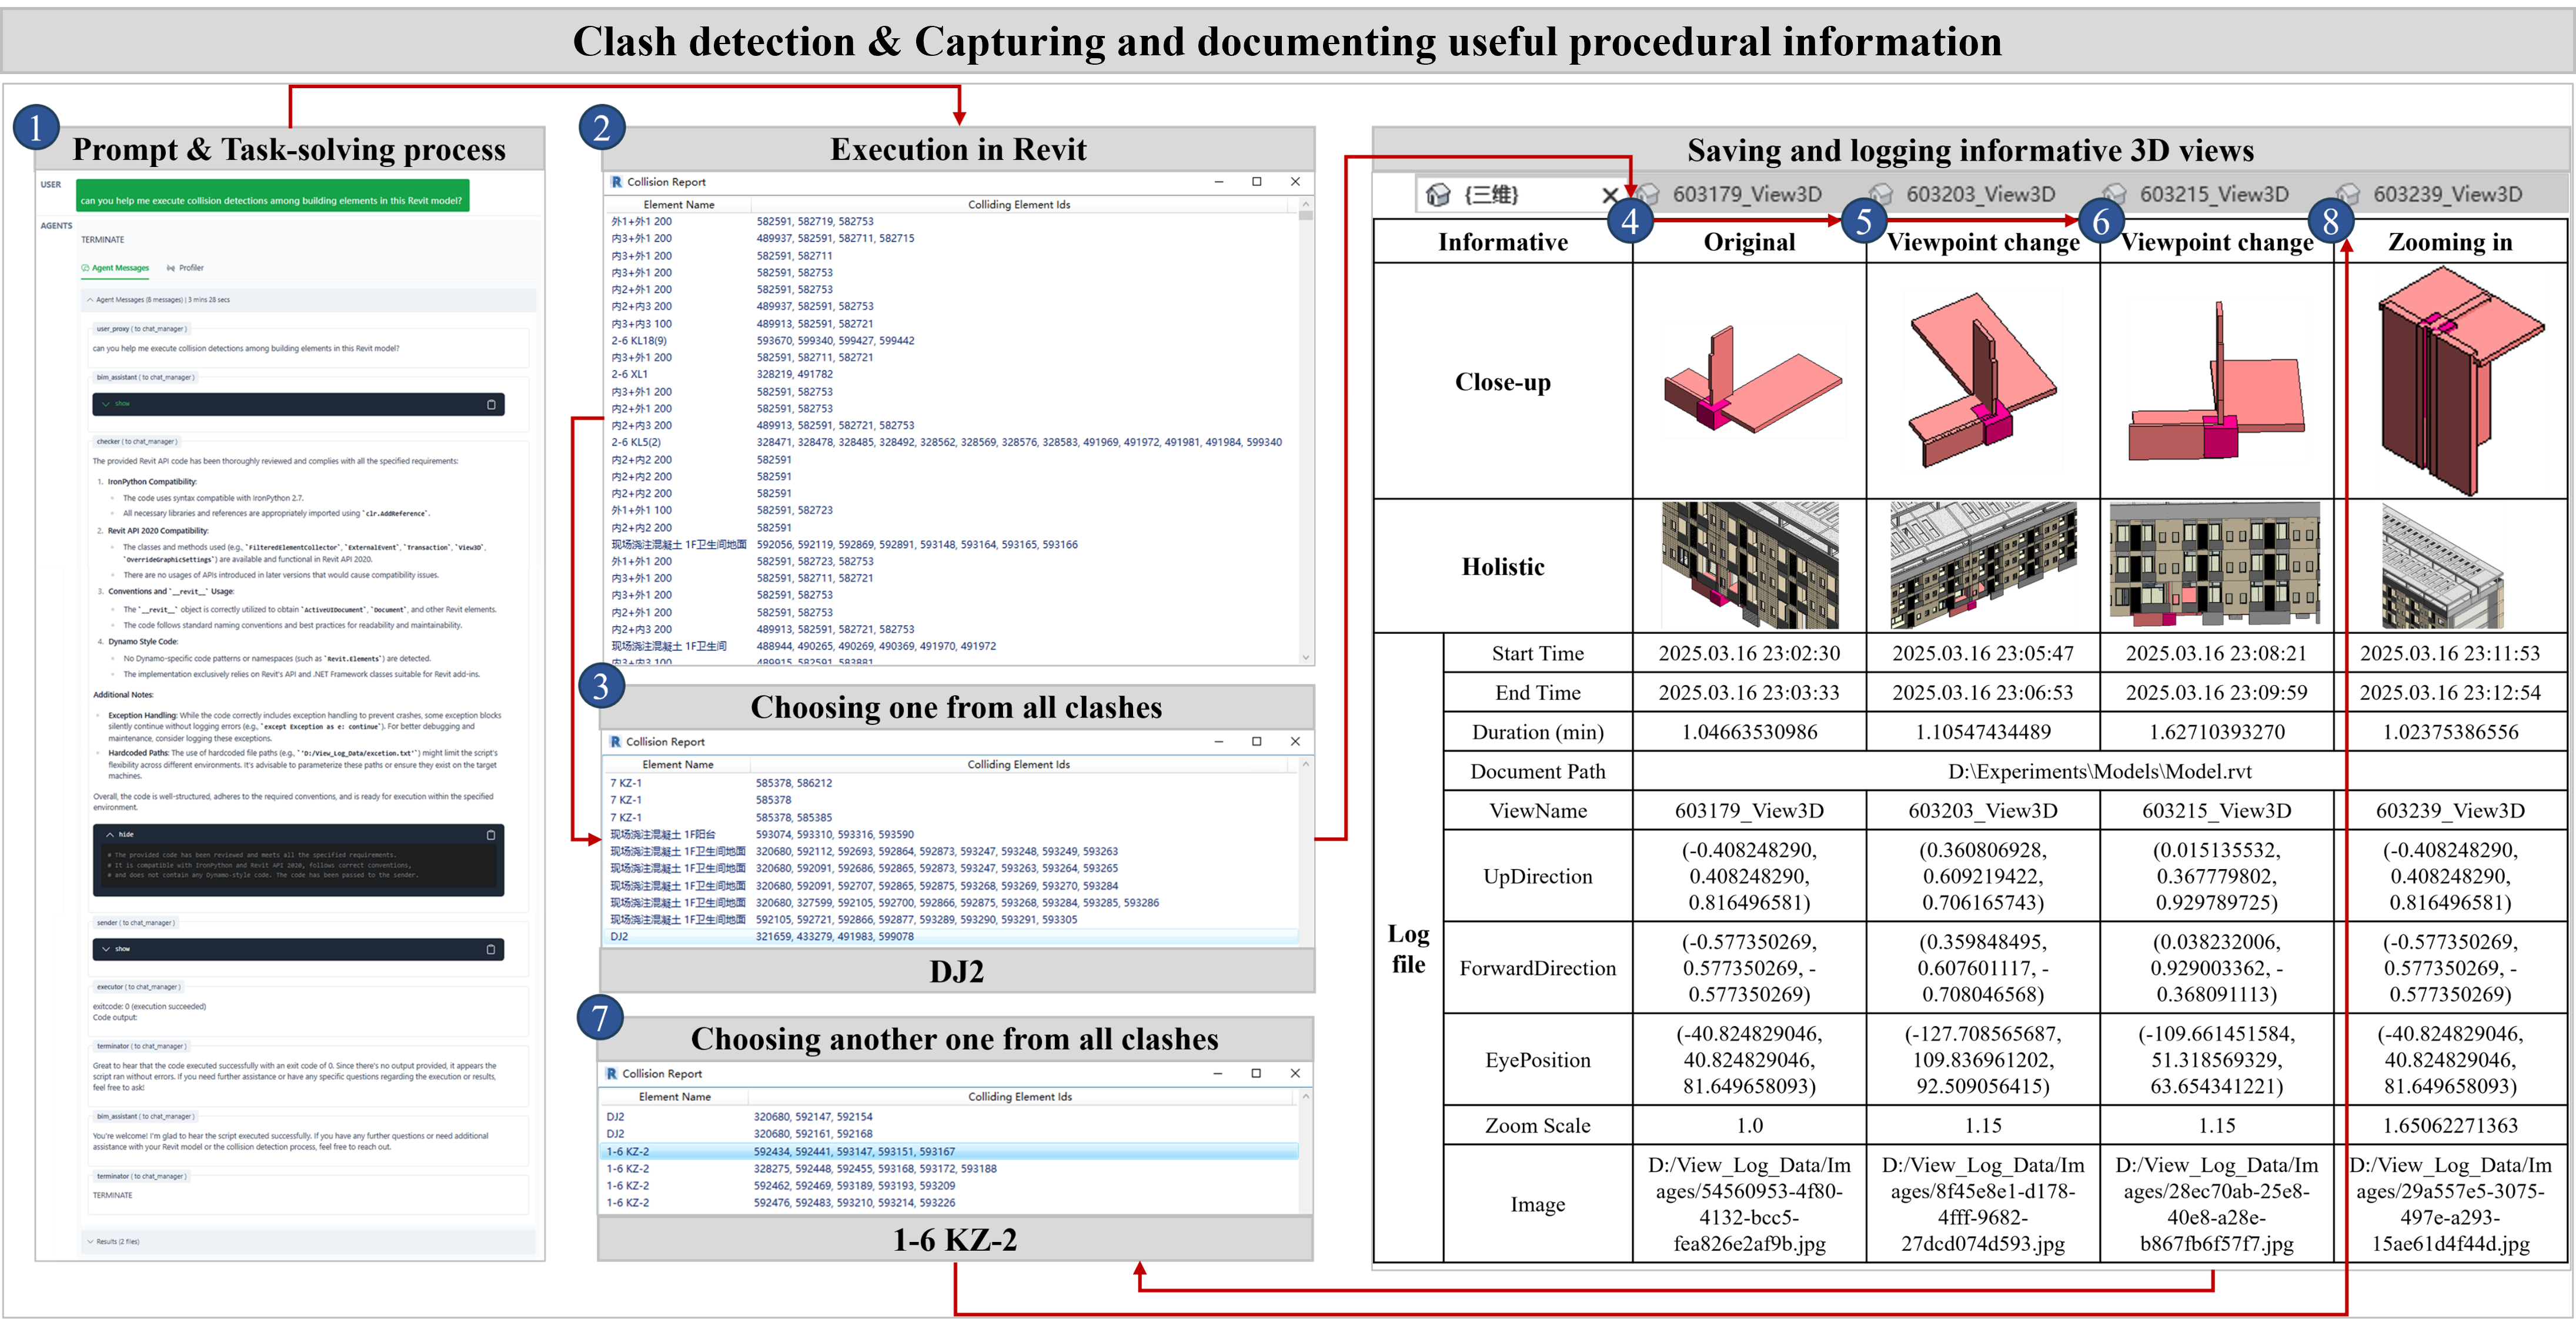 Clash detection & Capturing and documenting useful procedural information
1
Prompt & Task-solving process
USER
can you help me execute collision detections among building elements in this Revit model?
AGENTS
TERMINATE
Agent Messages
Profiler
Agent Messages (8 messages) | 3 mins 28 secs
user_proxy ( to chat_manager )
can you help me execute collision detections among building elements in this Revit model?
bim_assistant ( to chat_manager )
show
checker ( to chat_manager )
The provided Revit API code has been thoroughly reviewed and complies with all the specified requirements:
1. IronPython Compatibility:
The code uses syntax compatible with IronPython 2.7.
All necessary libraries and references are appropriately imported using `clr.AddReference`.
2. Revit API 2020 Compatibility:
The classes and methods used (e.g., `FilteredElementCollector`, `ExternalEvent`, `Transaction`, `View3D`,
`OverrideGraphicSettings`) are available and functional in Revit API 2020.
There are no usages of APIs introduced in later versions that would cause compatibility issues.
3. Conventions and `__revit__` Usage:
The `__revit__` object is correctly utilized to obtain `ActiveUIDocument`, `Document`, and other Revit elements.
The code follows standard naming conventions and best practices for readability and maintainability.
4. Dynamo Style Code:
No Dynamo-specific code patterns or namespaces (such as `Revit.Elements`) are detected.
The implementation exclusively relies on Revit's API and .NET Framework classes suitable for Revit add-ins.
Additional Notes:
Exception Handling: While the code correctly includes exception handling to prevent crashes, some exception blocks
silently continue without logging errors (e.g., `except Exception as e: continue`). For better debugging and
maintenance, consider logging these exceptions.
Hardcoded Paths: The use of hardcoded file paths (e.g., `'D:/View_Log_Data/excetion.txt'`) might limit the script's
flexibility across different environments. It's advisable to parameterize these paths or ensure they exist on the target
machines.
Overall, the code is well-structured, adheres to the required conventions, and is ready for execution within the specified
environment.
hide
# The provided code has been reviewed and meets all the specified requirements.
# It is compatible with IronPython and Revit API 2020, follows correct conventions,
# and does not contain any Dynamo-style code. The code has been passed to the sender.
sender ( to chat_manager )
show
executor ( to chat_manager )
exitcode: 0 (execution succeeded)
Code output:
terminator ( to chat_manager )
Great to hear that the code executed successfully with an exit code of 0. Since there's no output provided, it appears the
script ran without errors. If you need further assistance or have any specific questions regarding the execution or results,
feel free to ask!
bim_assistant ( to chat_manager )
You're welcome! I'm glad to hear the script executed successfully. If you have any further questions or need additional
assistance with your Revit model or the collision detection process, feel free to reach out.
terminator ( to chat_manager )
TERMINATE
Results (2 files)
2
Execution in Revit
R Collision Report
Element Name Colliding Element Ids
外1+外1 200 582591, 582719, 582753
内3+外1 200 489937, 582591, 582711, 582715
内3+外1 200 582591, 582711
内3+外1 200 582591, 582753
内2+外1 200 582591, 582753
内2+内3 200 489937, 582591, 582753
内3+内3 100 489913, 582591, 582721
2-6 KL18(9) 593670, 599340, 599427, 599442
内3+外1 200 582591, 582711, 582721
2-6 XL1 328219, 491782
内3+外1 200 582591, 582753
内2+外1 200 582591, 582753
内2+内3 200 489913, 582591, 582721, 582753
2-6 KL5(2) 328471, 328478, 328485, 328492, 328562, 328569, 328576, 328583, 491969, 491972, 491981, 491984, 599340
内2+内2 200 582591
内2+内2 200 582591
内2+内2 200 582591
外1+外1 100 582591, 582723
内2+内2 200 582591
现场浇注混凝土 1F卫生间地面 592056, 592119, 592869, 592891, 593148, 593164, 593165, 593166
外1+外1 200 582591, 582723, 582753
内3+外1 200 582591, 582711, 582721
内3+外1 200 582591, 582753
内2+外1 200 582591, 582753
内2+内3 200 489913, 582591, 582721, 582753
现场浇注混凝土 1F卫生间 488944, 490265, 490269, 490369, 491970, 491972
内3+内3 100 489915, 582591, 583881
3
Choosing one from all clashes
R Collision Report
Element Name Colliding Element Ids
7 KZ-1 585378, 586212
7 KZ-1 585378
7 KZ-1 585378, 585385
现场浇注混凝土 1F阳台 593074, 593310, 593316, 593590
现场浇注混凝土 1F卫生间地面 320680, 592112, 592693, 592864, 592873, 593247, 593248, 593249, 593263
现场浇注混凝土 1F卫生间地面 320680, 592091, 592686, 592865, 592873, 593247, 593263, 593264, 593265
现场浇注混凝土 1F卫生间地面 320680, 592091, 592707, 592865, 592875, 593268, 593269, 593270, 593284
现场浇注混凝土 1F卫生间地面 320680, 327599, 592105, 592700, 592866, 592875, 593268, 593284, 593285, 593286
现场浇注混凝土 1F卫生间地面 592105, 592721, 592866, 592877, 593289, 593290, 593291, 593305
DJ2 321659, 433279, 491983, 599078
DJ2
7
Choosing another one from all clashes
R Collision Report
Element Name Colliding Element Ids
DJ2 320680, 592147, 592154
DJ2 320680, 592161, 592168
1-6 KZ-2 592434, 592441, 593147, 593151, 593167
1-6 KZ-2 328275, 592448, 592455, 593168, 593172, 593188
1-6 KZ-2 592462, 592469, 593189, 593193, 593209
1-6 KZ-2 592476, 592483, 593210, 593214, 593226
1-6 KZ-2
Saving and logging informative 3D views
{三维} 603179_View3D 603203_View3D 603215_View3D 603239_View3D
4 5 6 8
Informative Original Viewpoint change Viewpoint change Zooming in
Close-up
Holistic
Log
file
Start Time 2025.03.16 23:02:30 2025.03.16 23:05:47 2025.03.16 23:08:21 2025.03.16 23:11:53
End Time 2025.03.16 23:03:33 2025.03.16 23:06:53 2025.03.16 23:09:59 2025.03.16 23:12:54
Duration (min) 1.04663530986 1.10547434489 1.62710393270 1.02375386556
Document Path D:\Experiments\Models\Model.rvt
ViewName 603179_View3D 603203_View3D 603215_View3D 603239_View3D
UpDirection
(-0.408248290, (0.360806928, (0.015135532, (-0.408248290,
0.408248290, 0.609219422, 0.367779802, 0.408248290,
0.816496581) 0.706165743) 0.929789725) 0.816496581)
ForwardDirection
(-0.577350269, (0.359848495, (0.038232006, (-0.577350269,
0.577350269, - 0.607601117, - 0.929003362, - 0.577350269, -
0.577350269) 0.708046568) 0.368091113) 0.577350269)
EyePosition
(-40.824829046, (-127.708565687, (-109.661451584, (-40.824829046,
40.824829046, 109.836961202, 51.318569329, 40.824829046,
81.649658093) 92.509056415) 63.654341221) 81.649658093)
Zoom Scale 1.0 1.15 1.15 1.65062271363
Image
D:/View_Log_Data/Im D:/View_Log_Data/Im D:/View_Log_Data/Im D:/View_Log_Data/Im
ages/54560953-4f80- ages/8f45e8e1-d178- ages/28ec70ab-25e8- ages/29a557e5-3075-
4132-bcc5- 4fff-9682- 40e8-a28e- 497e-a293-
fea826e2af9b.jpg 27dcd074d593.jpg b867fb6f57f7.jpg 15ae61d4f44d.jpg